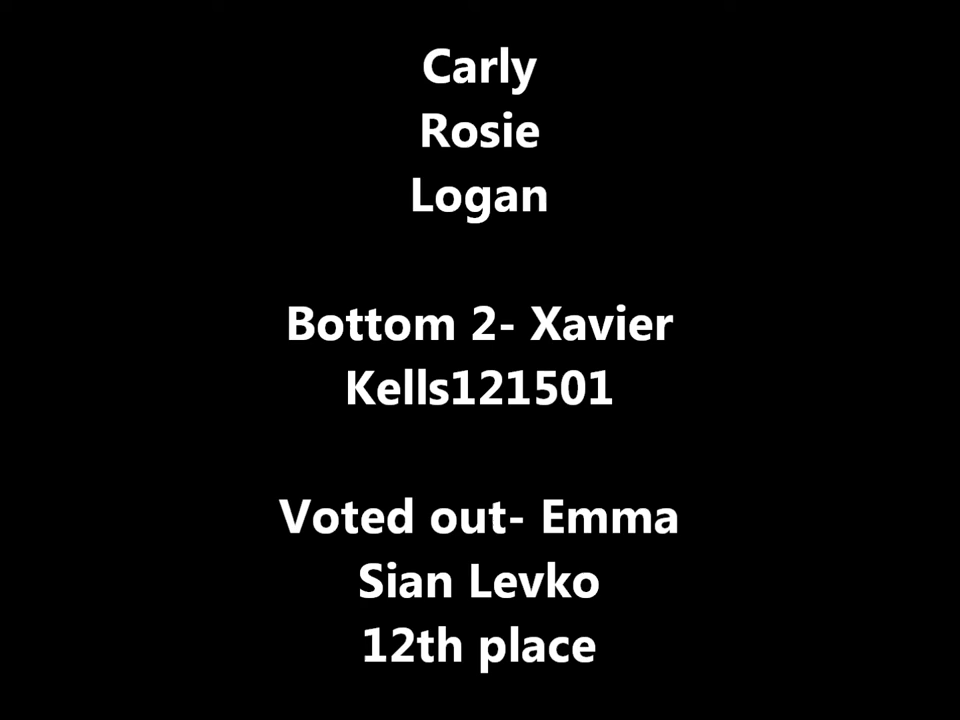 Carly
Rosie
Logan
Bottom 2- Xavier
Kells121501
Voted out- Emma
Sian Levko
12th place